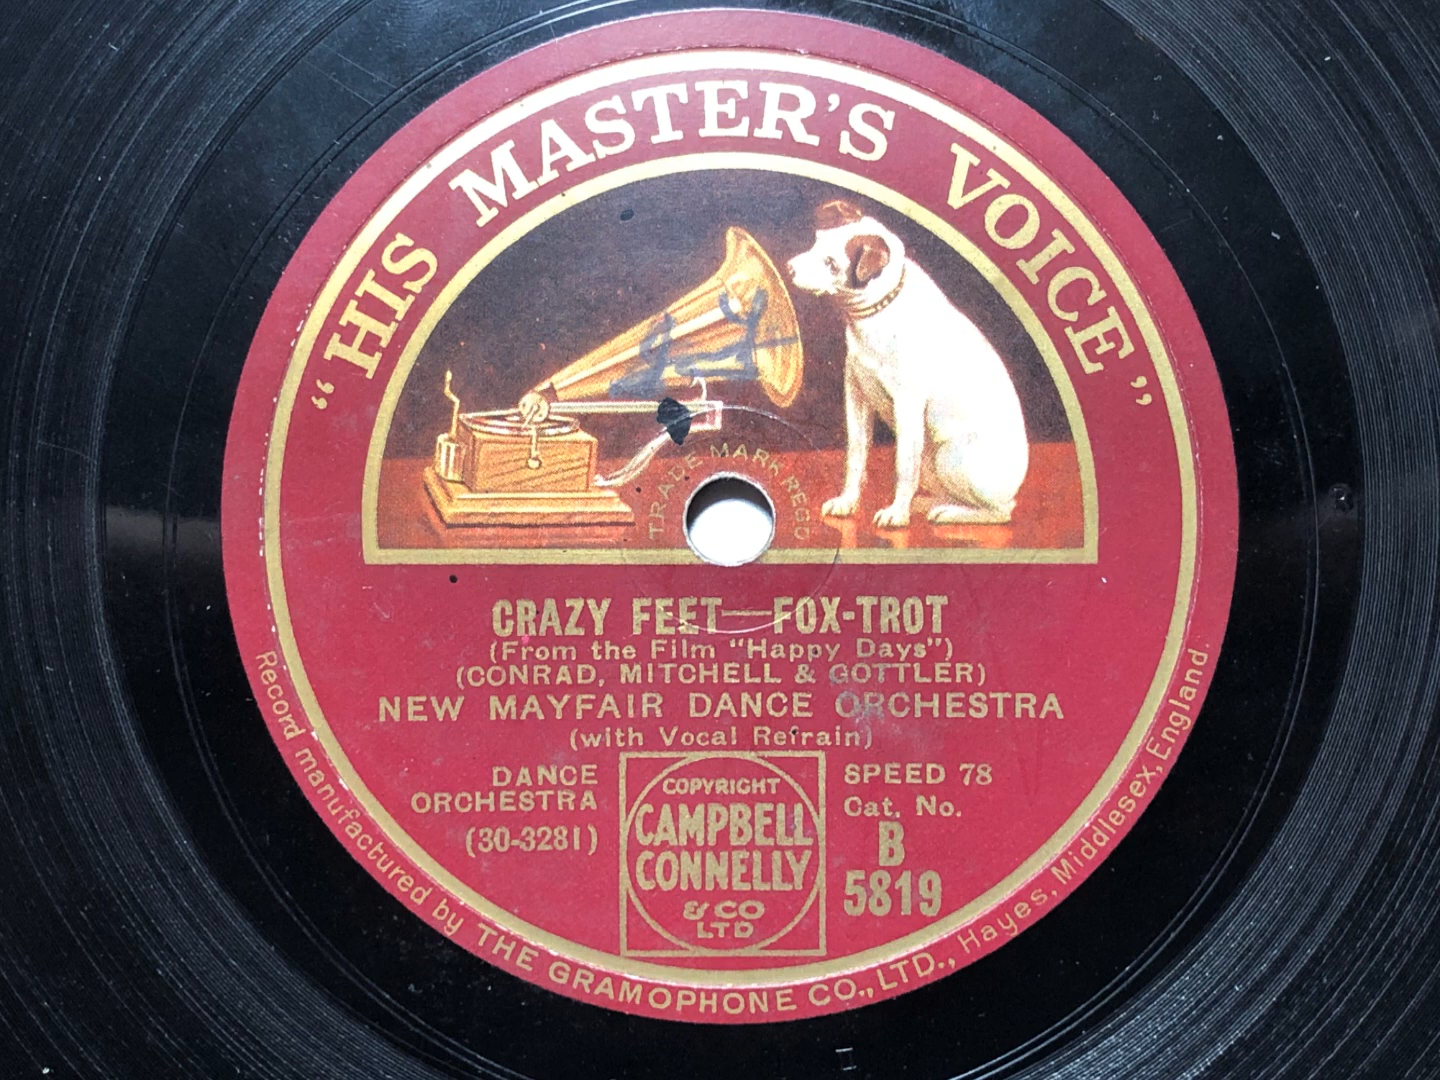 "HIS MASTER'S VOICE"
TRADE MARK REGD
CRAZY FEET—FOX-TROT
(From the Film "Happy Days")
(CONRAD, MITCHELL & GOTTLER)
NEW MAYFAIR DANCE ORCHESTRA
(with Vocal Refrain)
DANCE
ORCHESTRA
(30-3281)
COPYRIGHT
CAMPBELL
CONNELLY
& CO
LTD
SPEED 78
Cat. No.
B
5819
Record manufactured by THE GRAMOPHONE CO., LTD., Hayes, Middlesex, England.